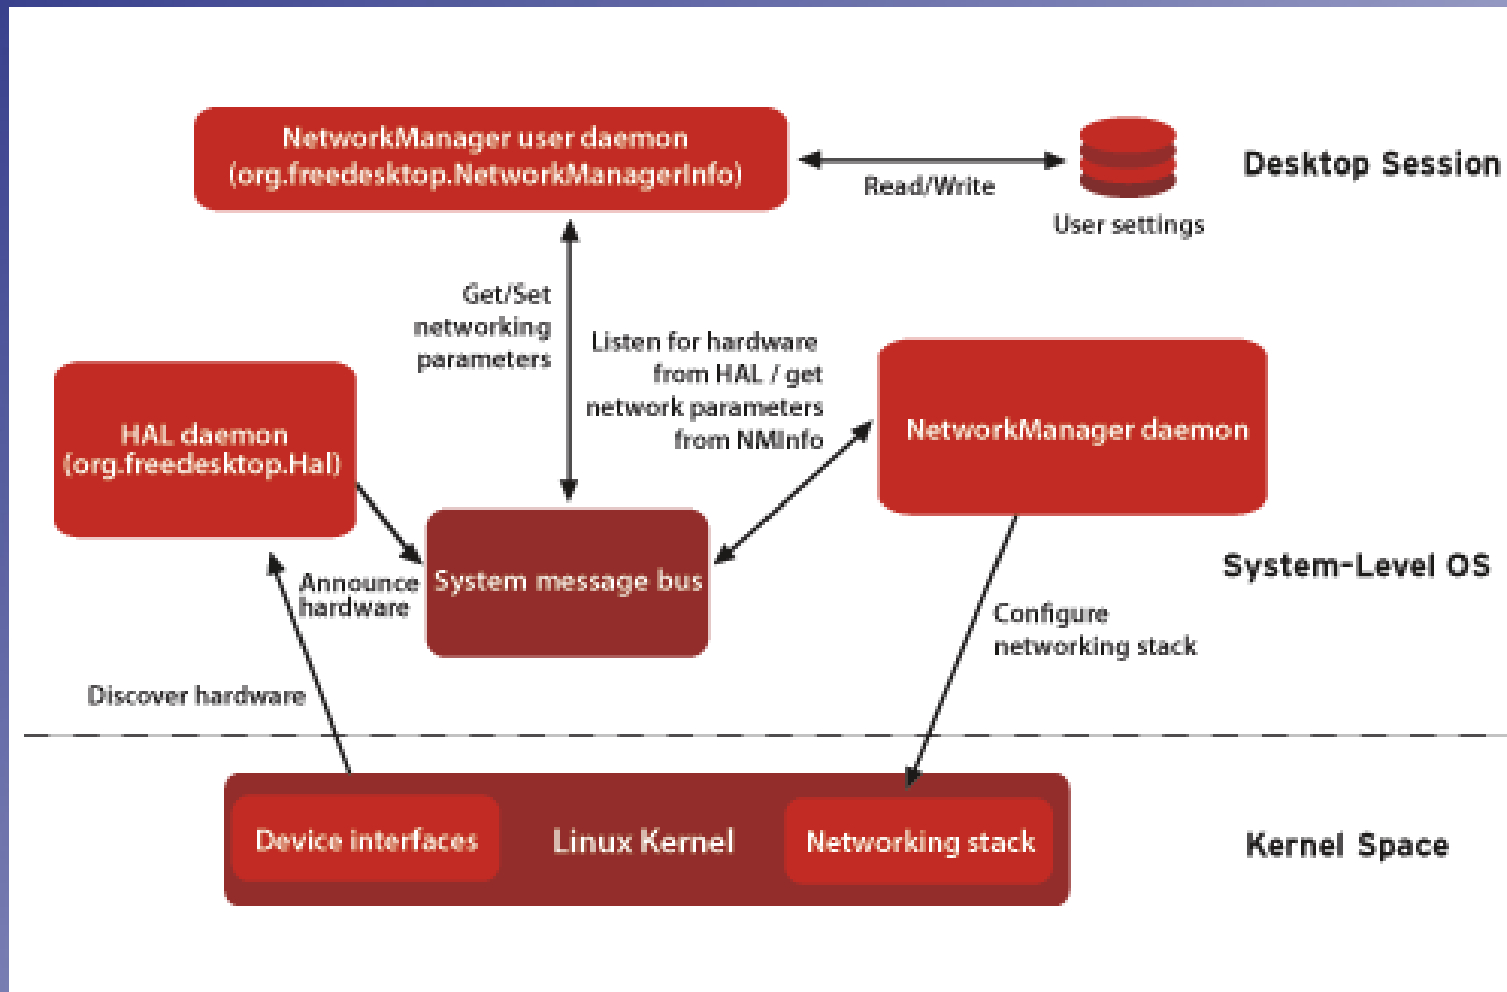 NetworkManager user daemon
(org.freedesktop.NetworkManagerInfo)
Read/Write
User settings
Desktop Session
Get/Set
networking
parameters
Listen for hardware
from HAL / get
network parameters
from NMInfo
HAL daemon
(org.freedesktop.Hal)
NetworkManager daemon
Announce
hardware
System message bus
System-Level OS
Configure
networking stack
Discover hardware
Device interfaces
Linux Kernel
Networking stack
Kernel Space